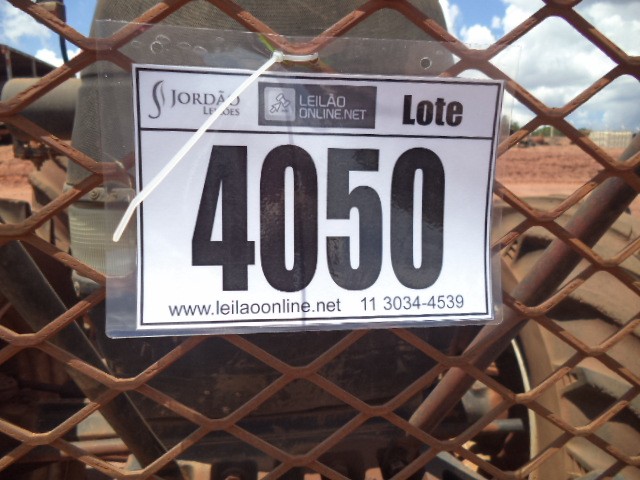 JORDÃO LEILÕES
LEILÃO ONLINE.NET
Lote
4050
www.leilaoonline.net 11 3034-4539